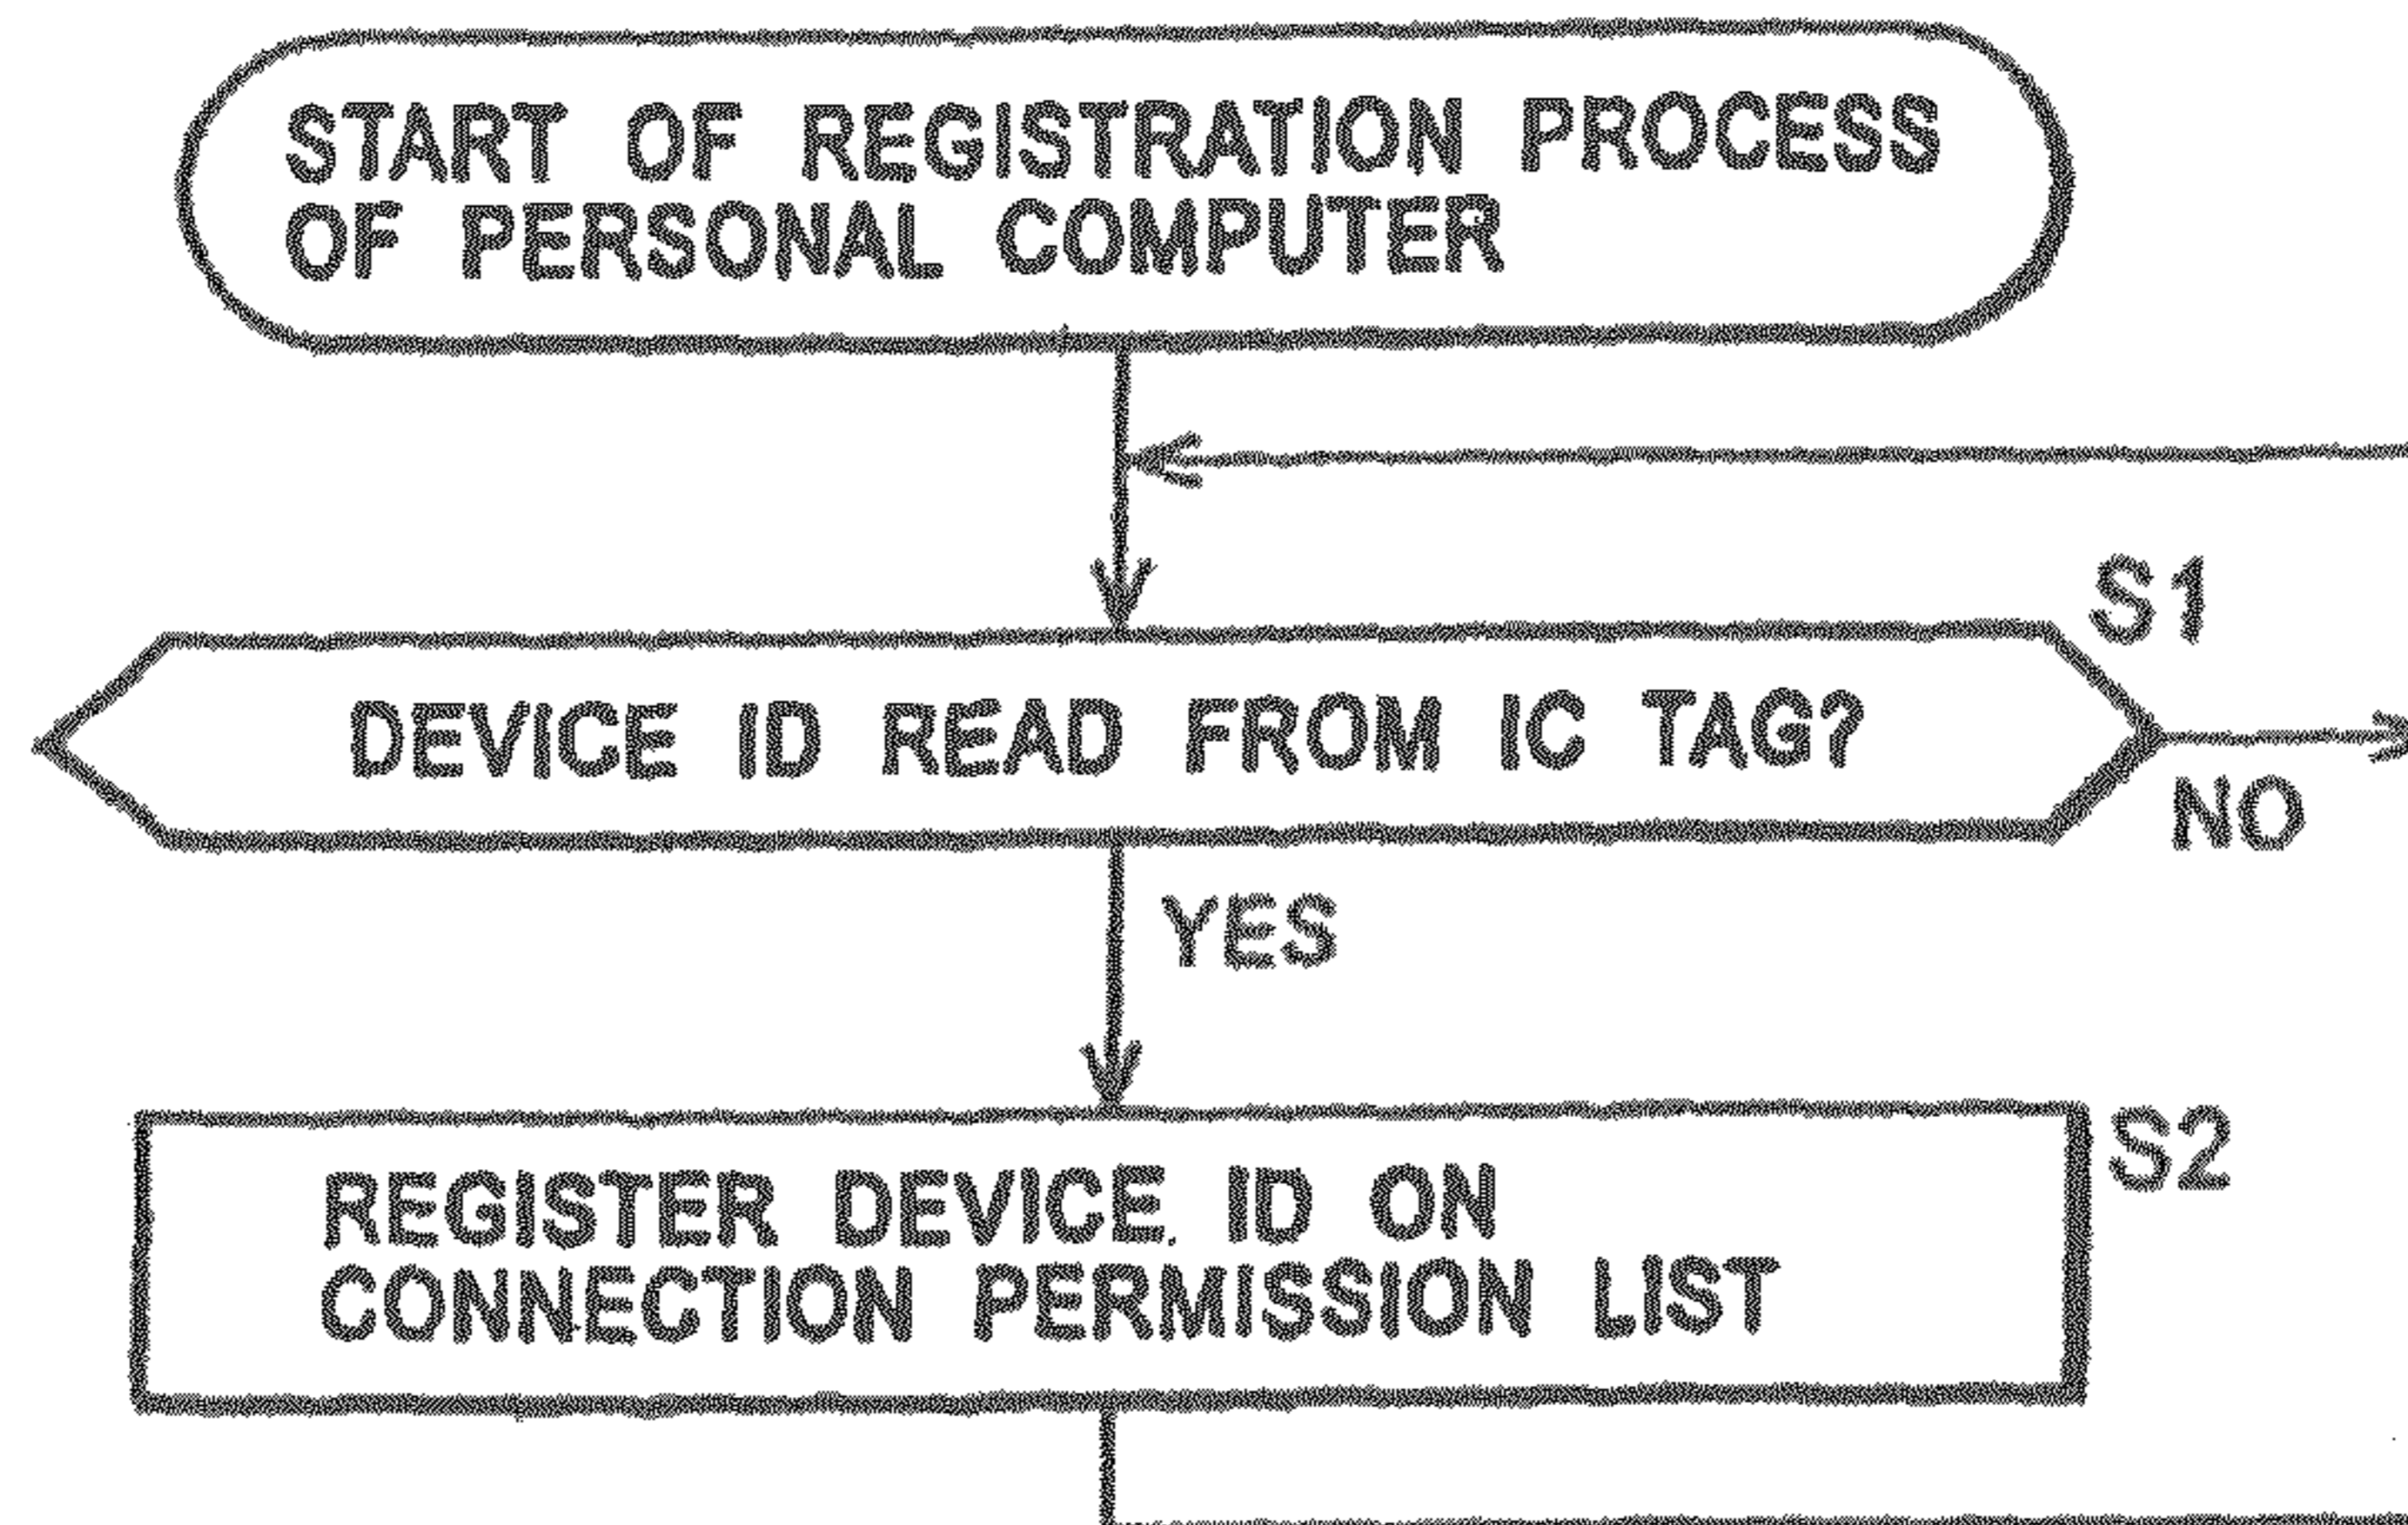 START OF REGISTRATION PROCESS
OF PERSONAL COMPUTER
S1
DEVICE ID READ FROM IC TAG?
NO
YES
S2
REGISTER DEVICE ID ON
CONNECTION PERMISSION LIST